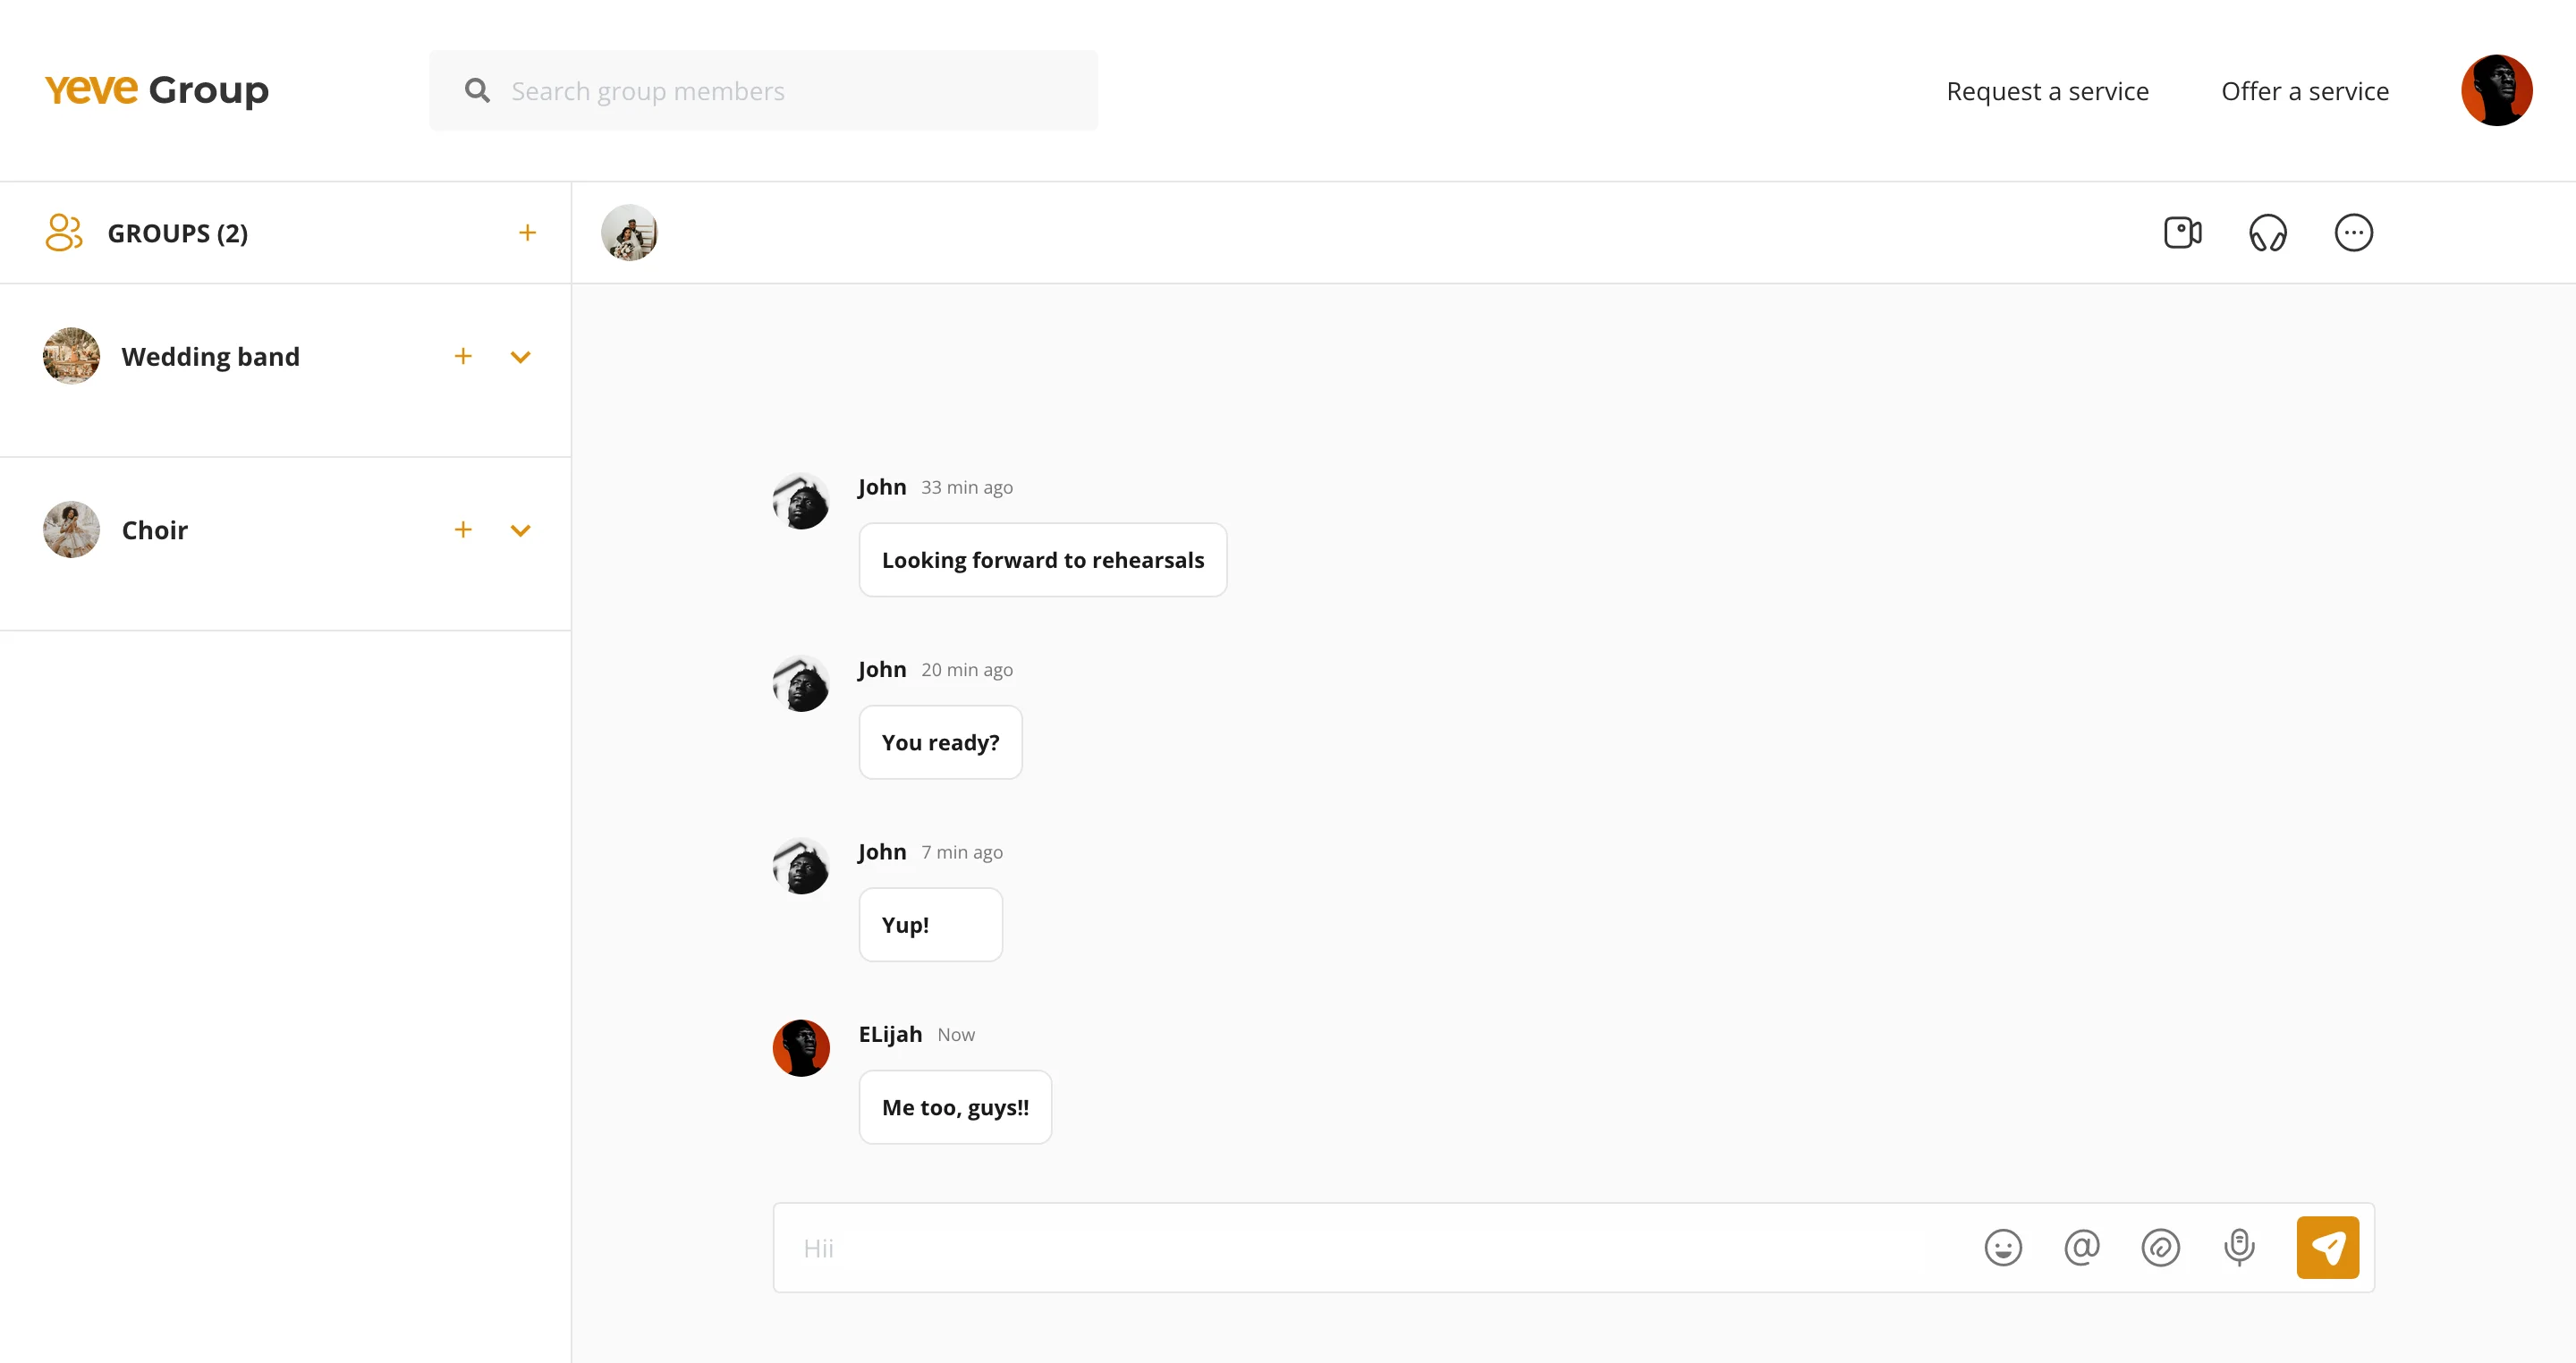 yeve Group
Search group members
Request a service
Offer a service
GROUPS (2)
Wedding band
Choir
John 33 min ago
Looking forward to rehearsals
John 20 min ago
You ready?
John 7 min ago
Yup!
ELijah Now
Me too, guys!!
Hii